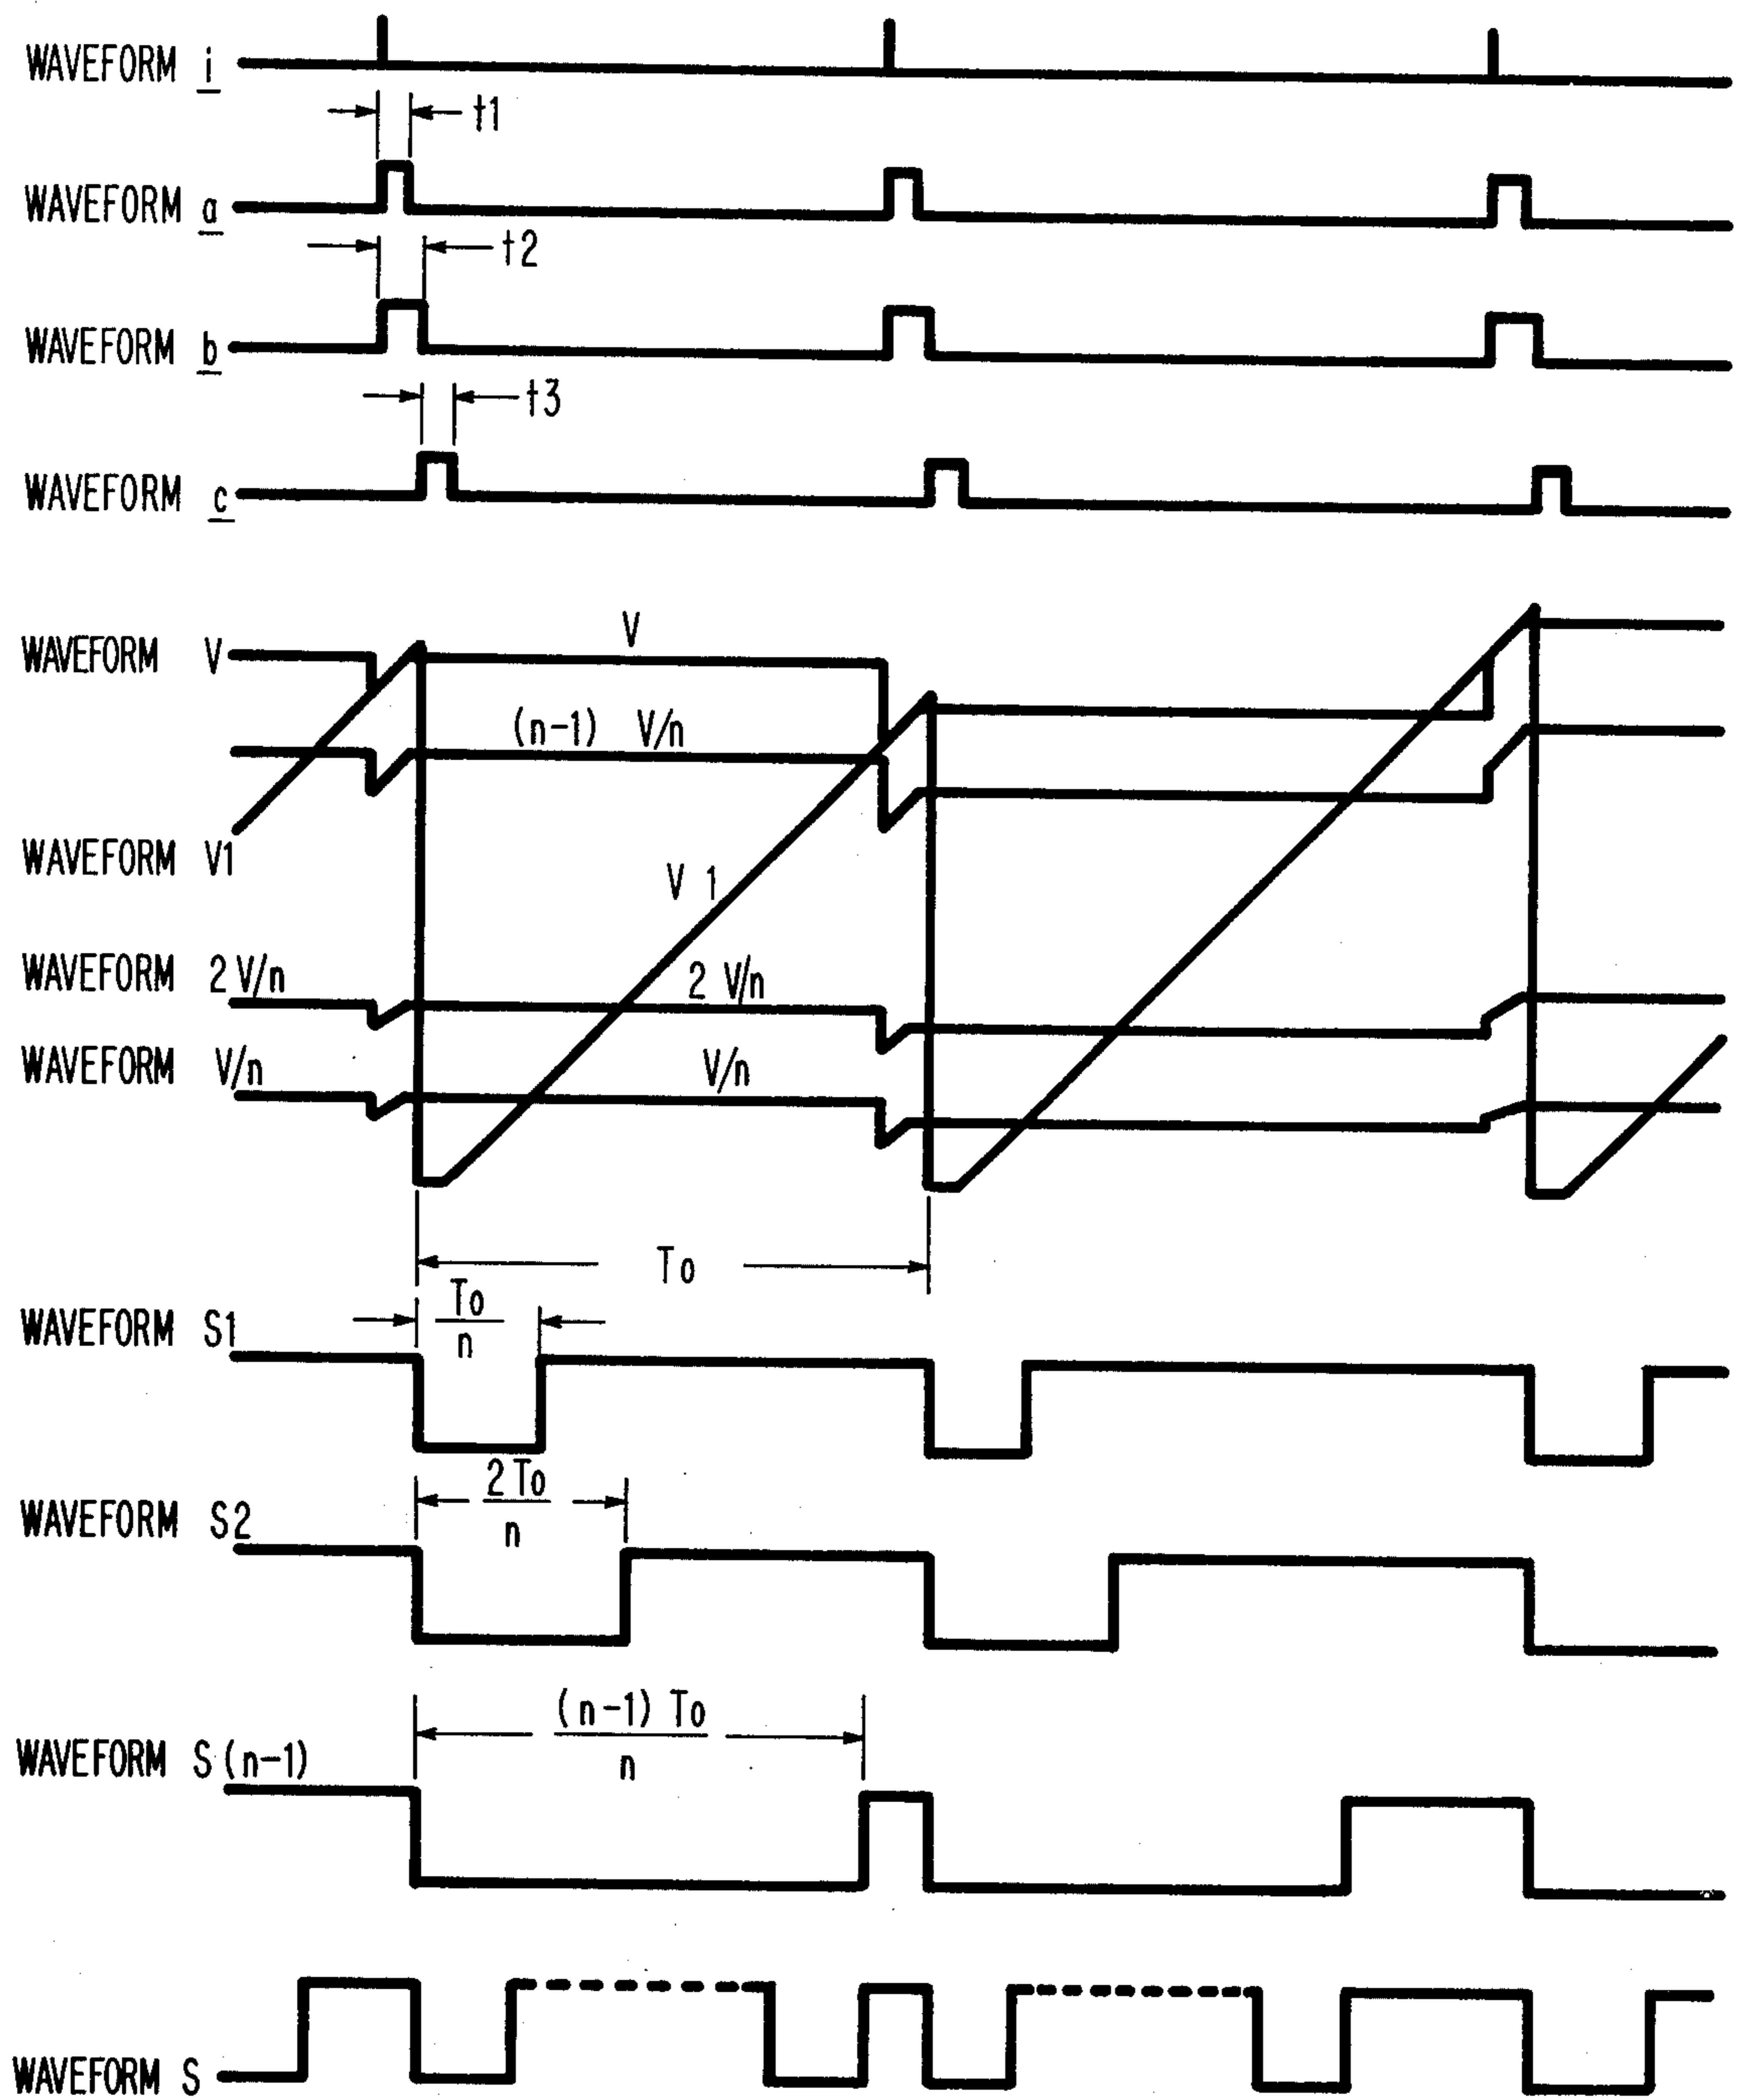 WAVEFORM i
t1
WAVEFORM a
t2
WAVEFORM b
t3
WAVEFORM c
WAVEFORM V
V
(n-1) V/n
WAVEFORM V1
V 1
WAVEFORM 2 V/n
2 V/n
WAVEFORM V/n
V/n
To
WAVEFORM S1
To
n
WAVEFORM S2
2 To
n
WAVEFORM S (n-1)
(n-1) To
n
WAVEFORM S